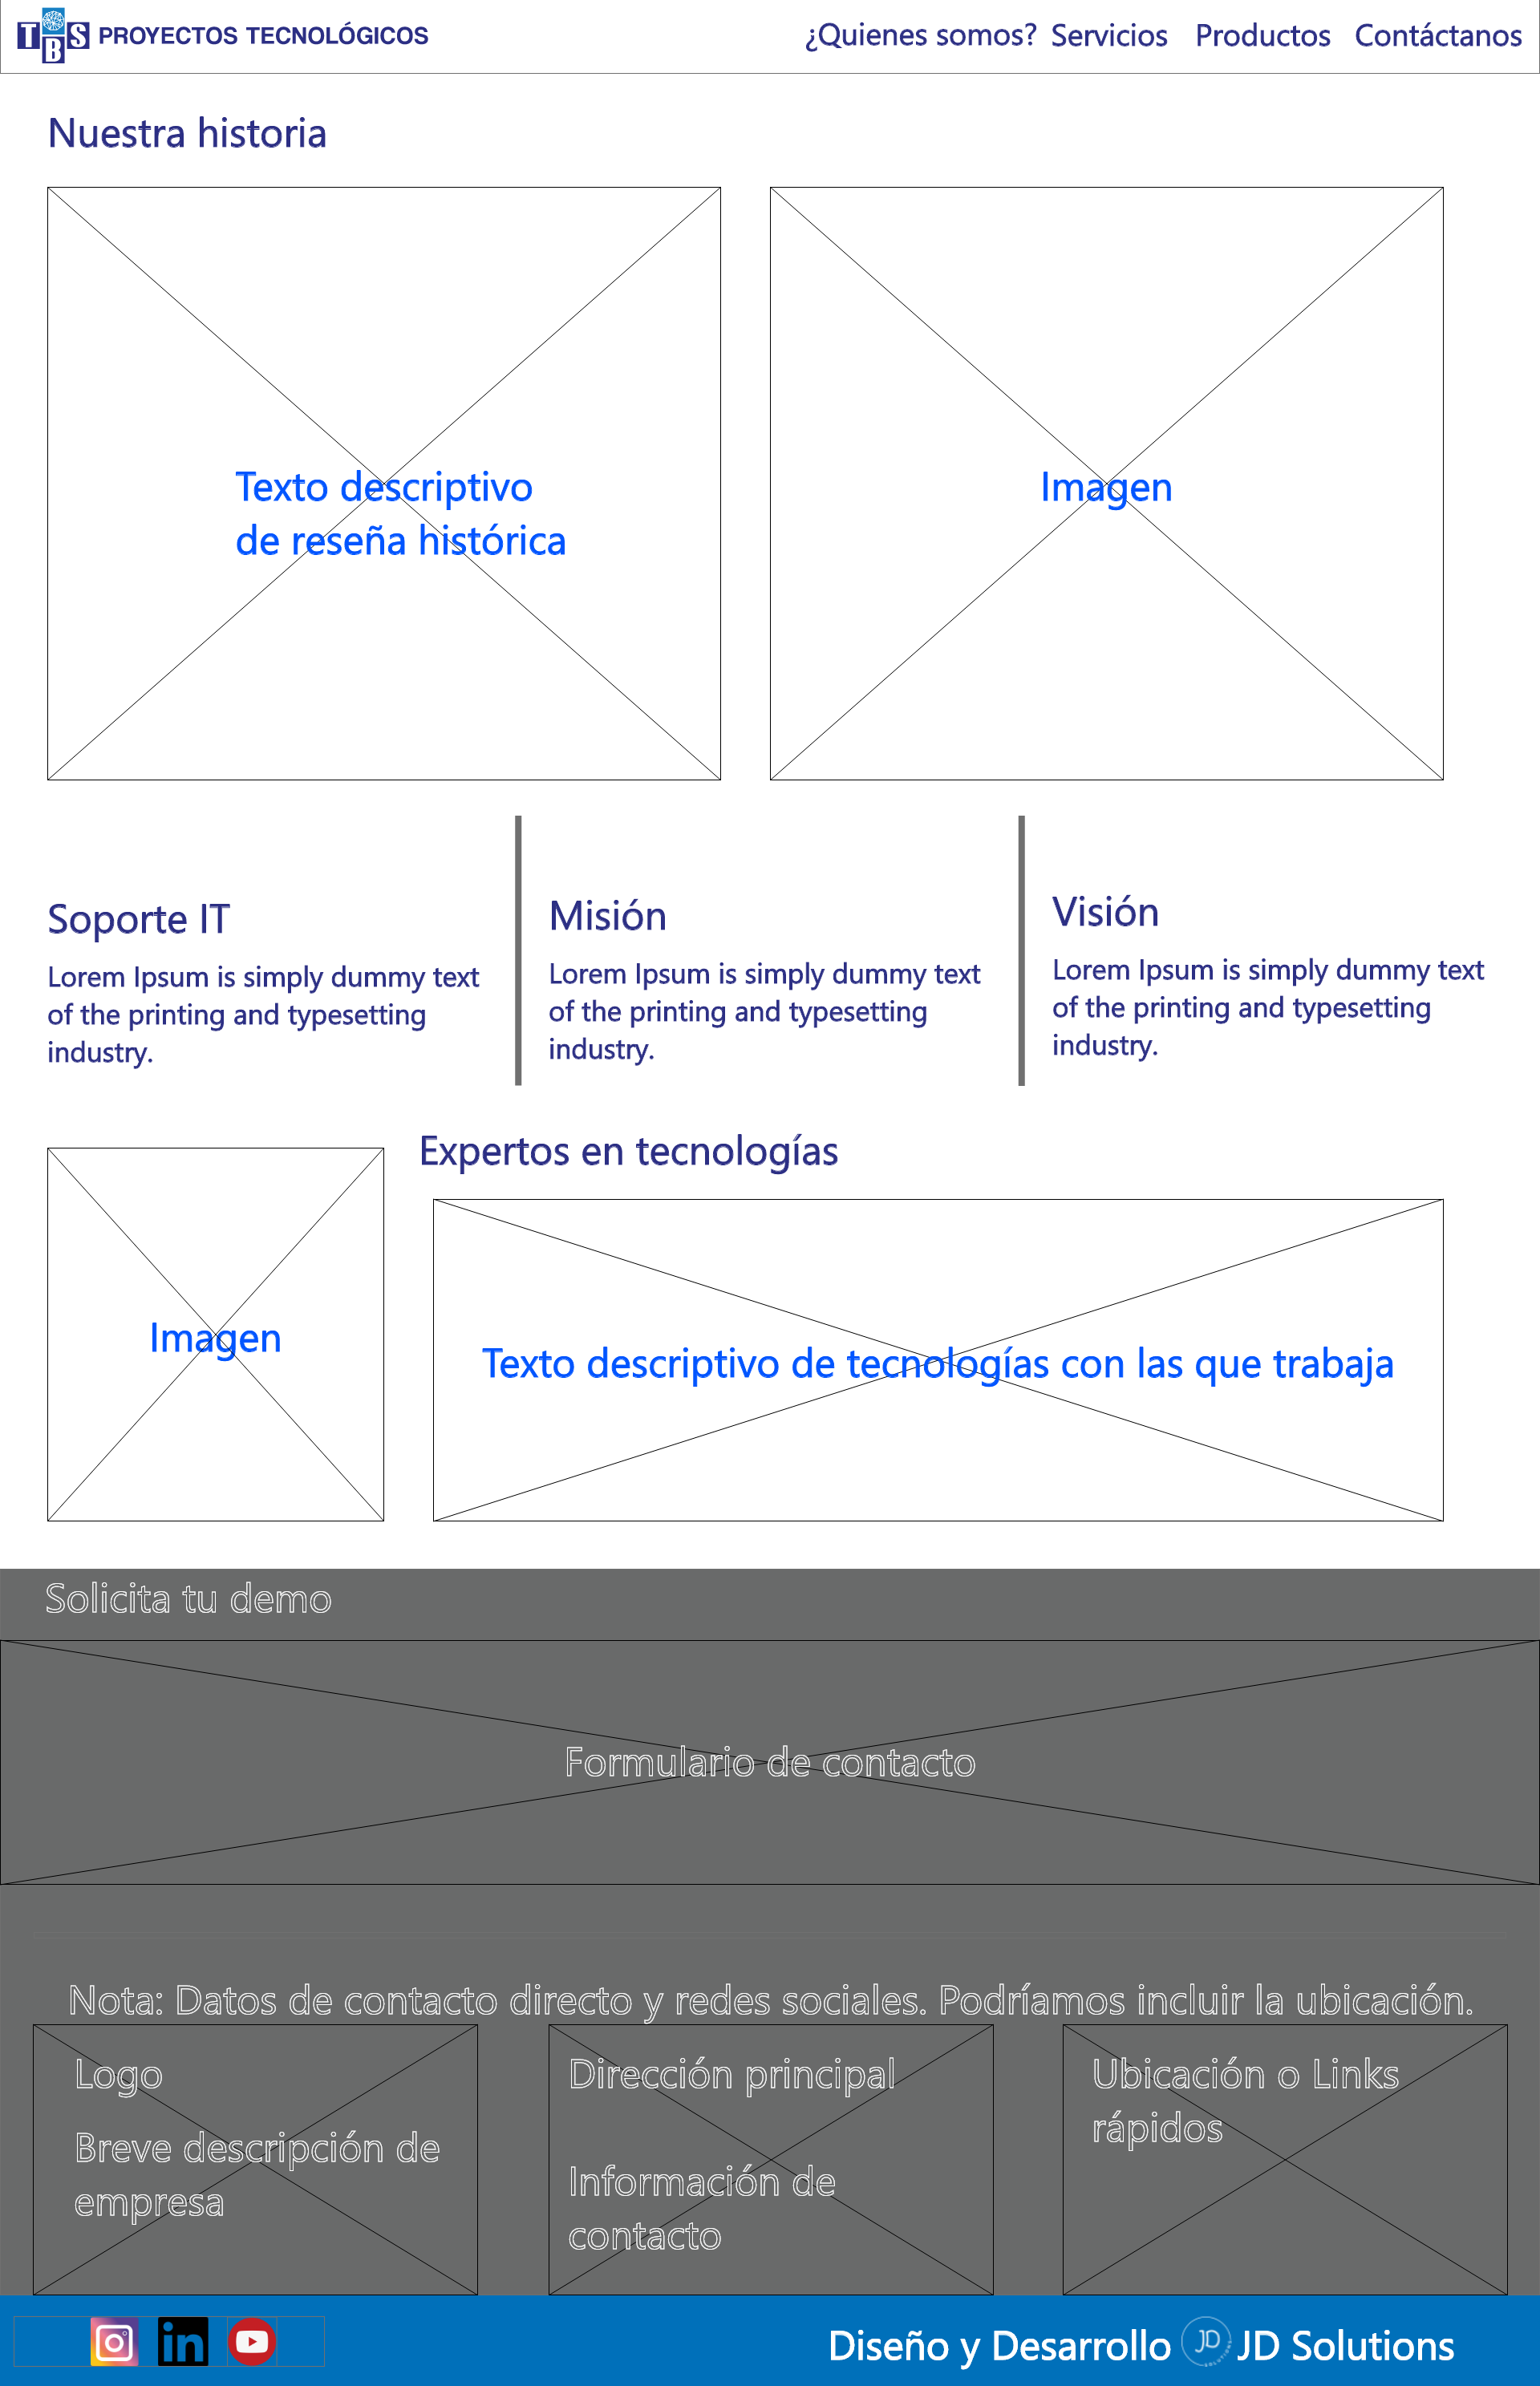 TBS PROYECTOS TECNOLÓGICOS
¿Quienes somos? Servicios Productos Contáctanos
Nuestra historia
Texto descriptivo
de reseña histórica
Imagen
Soporte IT
Lorem Ipsum is simply dummy text
of the printing and typesetting
industry.
Misión
Lorem Ipsum is simply dummy text
of the printing and typesetting
industry.
Visión
Lorem Ipsum is simply dummy text
of the printing and typesetting
industry.
Imagen
Expertos en tecnologías
Texto descriptivo de tecnologías con las que trabaja
Solicita tu demo
Formulario de contacto
Nota: Datos de contacto directo y redes sociales. Podríamos incluir la ubicación.
Logo
Breve descripción de
empresa
Dirección principal
Información de
contacto
Ubicación o Links
rápidos
in
Diseño y Desarrollo JD JD Solutions